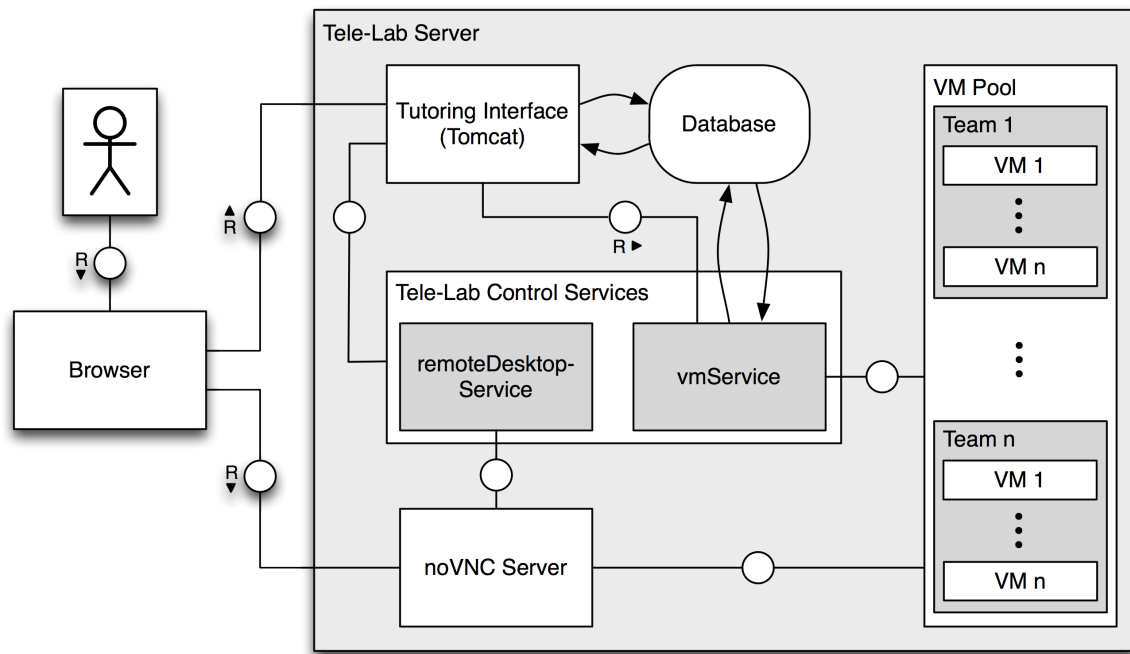 Tele-Lab Server
Tutoring Interface
(Tomcat)
Database
VM Pool
Team 1
VM 1
VM n
R
R
R
Tele-Lab Control Services
remoteDesktop-
Service
vmService
Browser
Team n
VM 1
VM n
R
noVNC Server